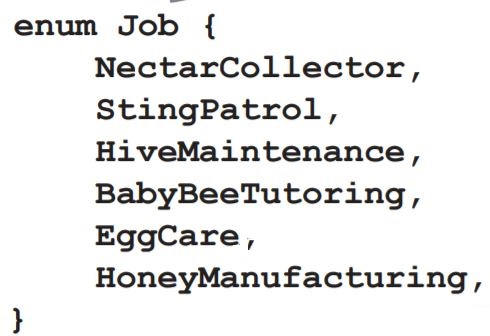 enum Job {
NectarCollector,
StingPatrol,
HiveMaintenance,
BabyBeeTutoring,
EggCare,
HoneyManufacturing,
}